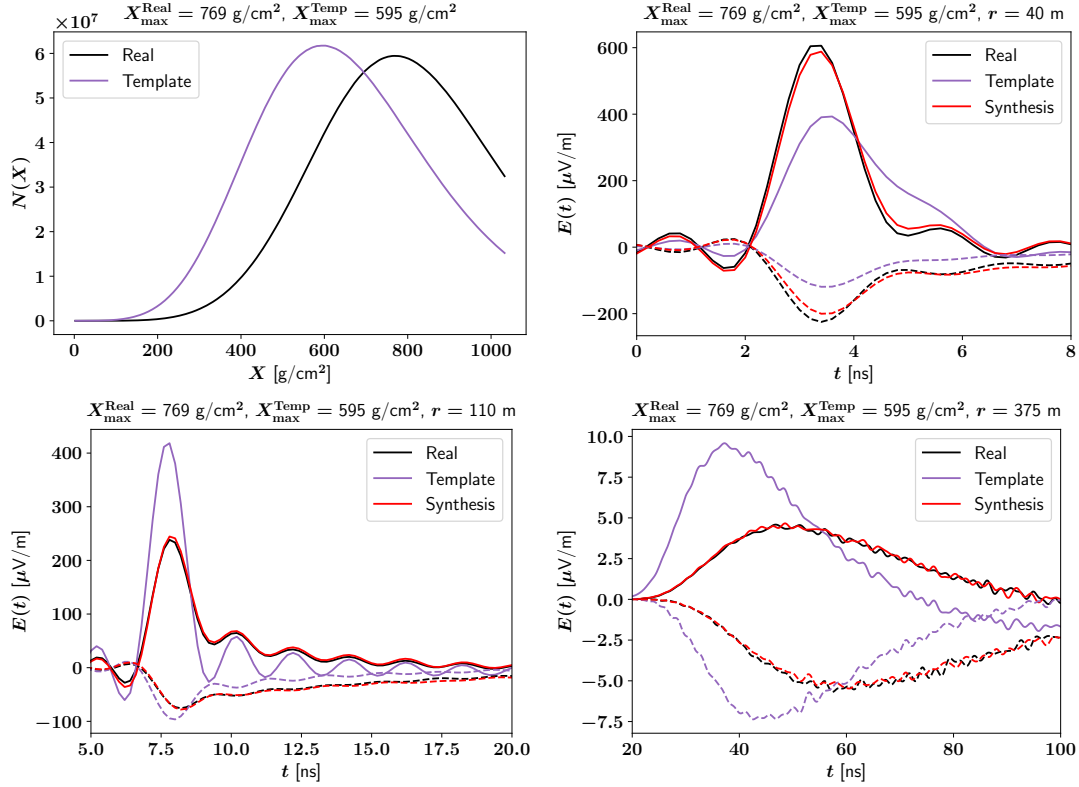 X_max^Real = 769 g/cm², X_max^Temp = 595 g/cm²
×10⁷
Real
Template
6
5
4
3
2
1
0
N(X)
0 200 400 600 800 1000
X [g/cm²]
X_max^Real = 769 g/cm², X_max^Temp = 595 g/cm², r = 40 m
Real
Template
Synthesis
600
400
200
0
−200
E(t) [μV/m]
0 2 4 6 8
t [ns]
X_max^Real = 769 g/cm², X_max^Temp = 595 g/cm², r = 110 m
Real
Template
Synthesis
400
300
200
100
0
−100
E(t) [μV/m]
5.0 7.5 10.0 12.5 15.0 17.5 20.0
t [ns]
X_max^Real = 769 g/cm², X_max^Temp = 595 g/cm², r = 375 m
Real
Template
Synthesis
10.0
7.5
5.0
2.5
0.0
−2.5
−5.0
−7.5
E(t) [μV/m]
20 40 60 80 100
t [ns]